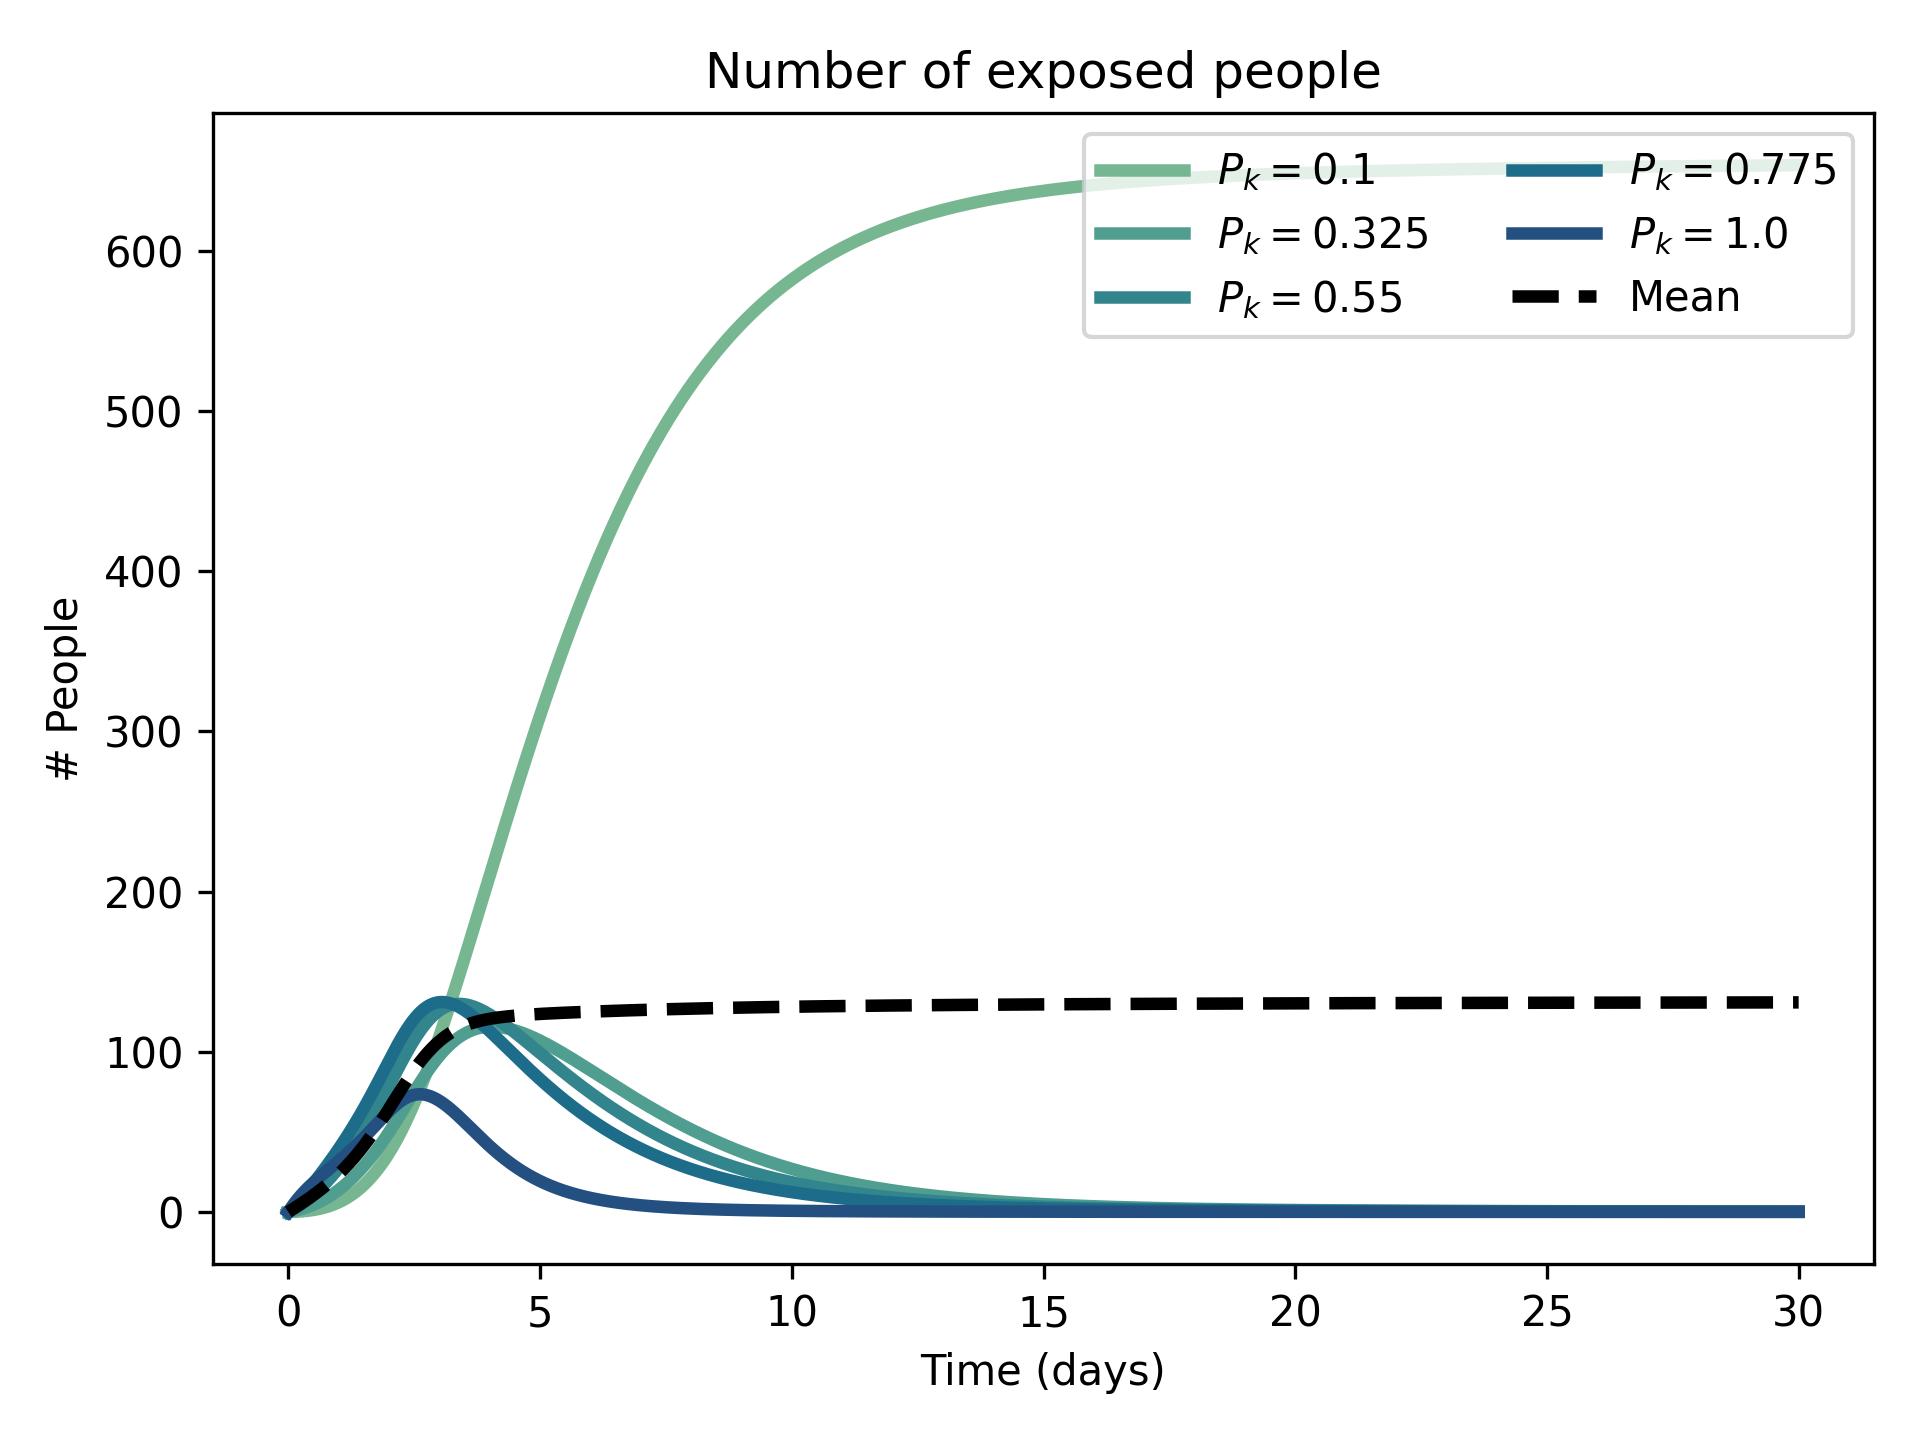 Number of exposed people
P_k = 0.1
P_k = 0.325
P_k = 0.55
P_k = 0.775
P_k = 1.0
Mean
# People
600
500
400
300
200
100
0
0 5 10 15 20 25 30
Time (days)